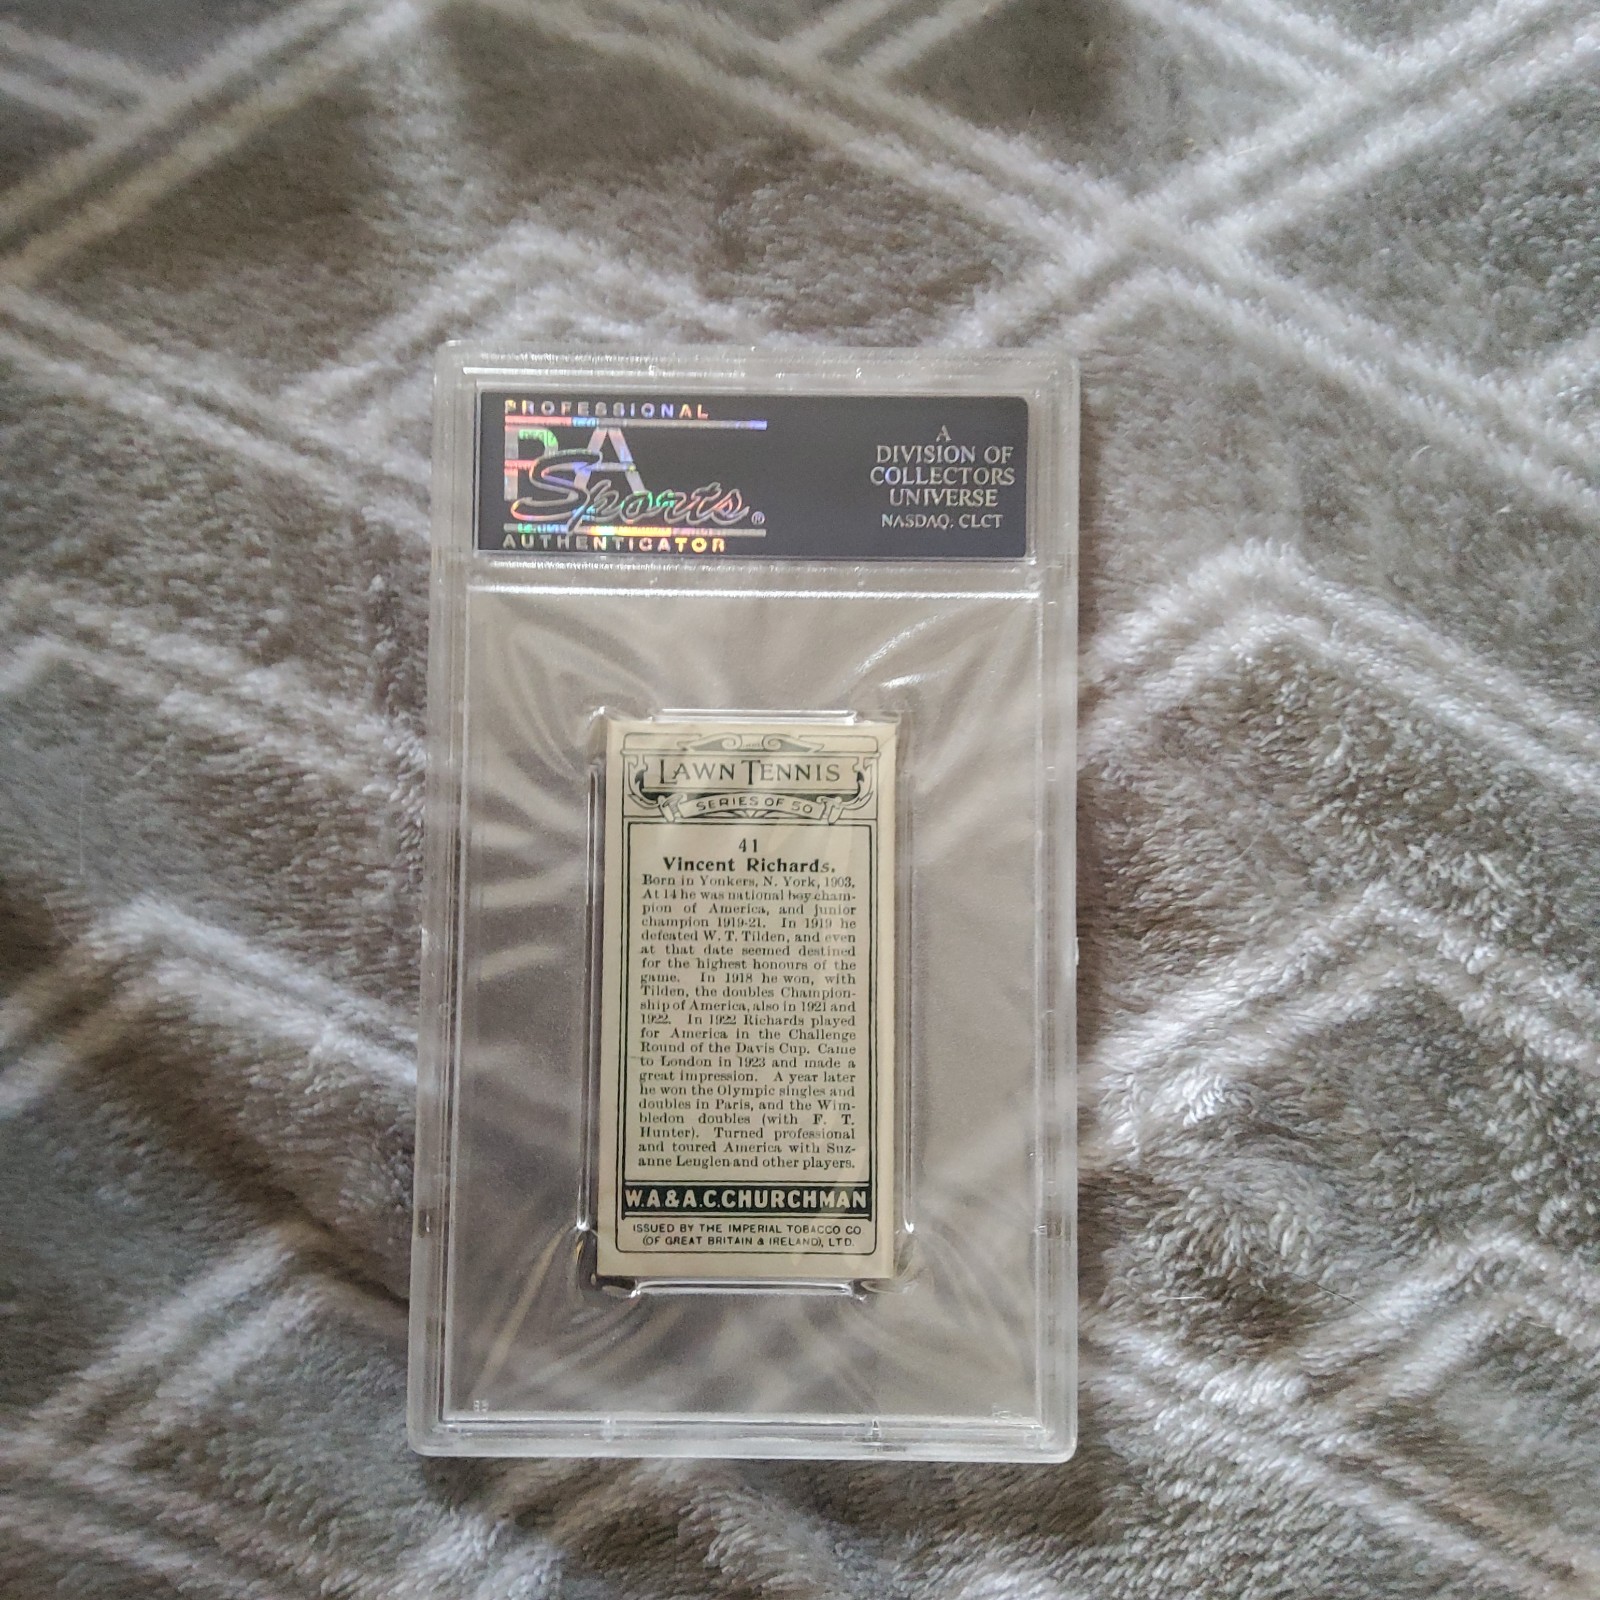 PROFESSIONAL
PSA
Sports®
AUTHENTICATOR
A
DIVISION OF
COLLECTORS
UNIVERSE
NASDAQ, CLCT
LAWN TENNIS
SERIES OF 50
41
Vincent Richards.
Born in Yonkers, N. York, 1903.
At 14 he was national boy cham-
pion of America, and junior
champion 1919-21. In 1919 he
defeated W. T. Tilden, and even
at that date seemed destined
for the highest honours of the
game. In 1918 he won, with
Tilden, the doubles Champion-
ship of America, also in 1921 and
1922. In 1922 Richards played
for America in the Challenge
Round of the Davis Cup. Came
to London in 1923 and made a
great impression. A year later
he won the Olympic singles and
doubles in Paris, and the Wim-
bledon doubles (with F. T.
Hunter). Turned professional
and toured America with Suz-
anne Lenglen and other players.
W.A & A.C.CHURCHMAN
ISSUED BY THE IMPERIAL TOBACCO CO
(OF GREAT BRITAIN & IRELAND), LTD.